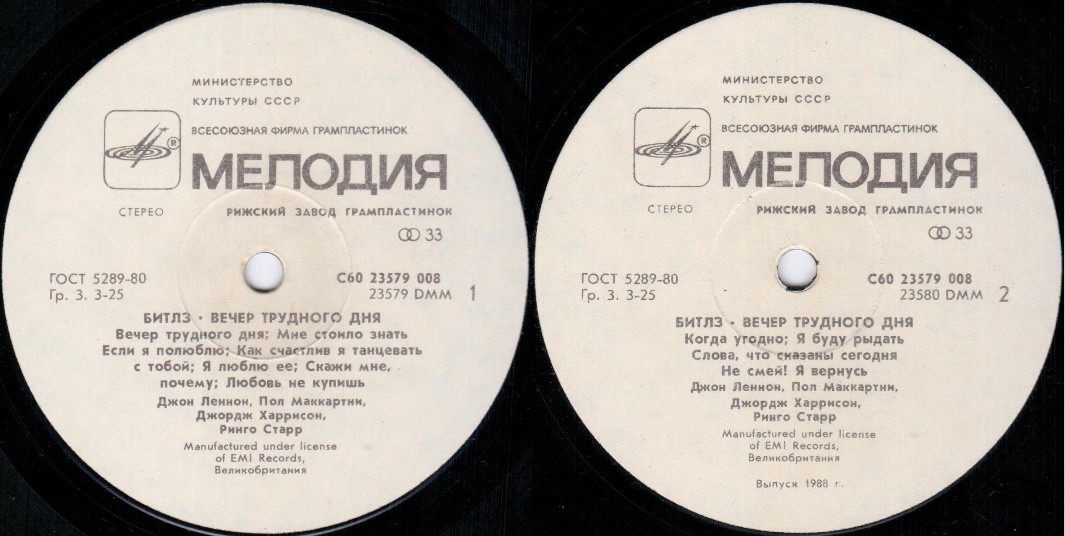 МИНИСТЕРСТВО
КУЛЬТУРЫ СССР
ВСЕСОЮЗНАЯ ФИРМА ГРАМПЛАСТИНОК
®
МЕЛОДИЯ
СТЕРЕО
РИЖСКИЙ ЗАВОД ГРАМПЛАСТИНОК
33
ГОСТ 5289-80
Гр. 3. 3-25
С60 23579 008
23579 DMM 1
БИТЛЗ · ВЕЧЕР ТРУДНОГО ДНЯ
Вечер трудного дня; Мне стоило знать
Если я полюблю; Как счастлив я танцевать
с тобой; Я люблю ее; Скажи мне,
почему; Любовь не купишь
Джон Леннон, Пол Маккартни,
Джордж Харрисон,
Ринго Старр
Manufactured under license
of EMI Records,
Великобритания
МИНИСТЕРСТВО
КУЛЬТУРЫ СССР
ВСЕСОЮЗНАЯ ФИРМА ГРАМПЛАСТИНОК
®
МЕЛОДИЯ
СТЕРЕО
РИЖСКИЙ ЗАВОД ГРАМПЛАСТИНОК
33
ГОСТ 5289-80
Гр. 3. 3-25
С60 23579 008
23580 DMM 2
БИТЛЗ · ВЕЧЕР ТРУДНОГО ДНЯ
Когда угодно; Я буду рыдать
Слова, что сказаны сегодня
Не смей! Я вернусь
Джон Леннон, Пол Маккартни,
Джордж Харрисон,
Ринго Старр
Manufactured under license
of EMI Records,
Великобритания
Выпуск 1988 г.